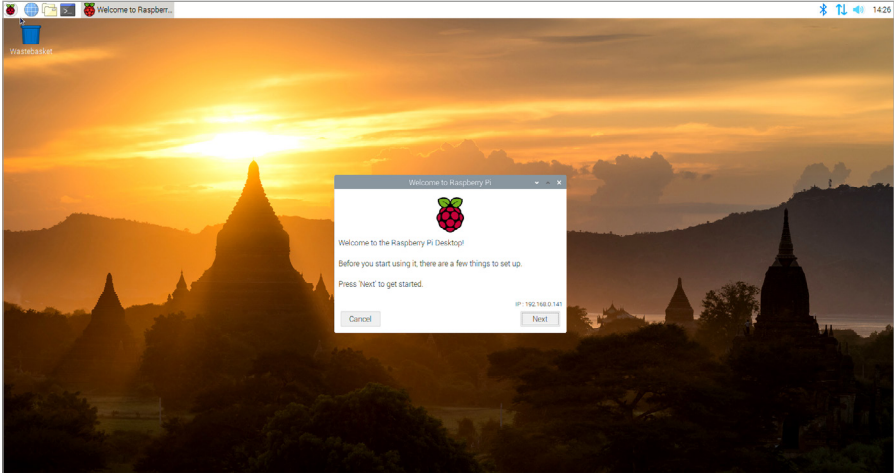 Welcome to Raspberr...
14:26
Wastebasket
Welcome to Raspberry Pi
Welcome to the Raspberry Pi Desktop!
Before you start using it, there are a few things to set up.
Press 'Next' to get started.
IP : 192.168.0.141
Cancel
Next